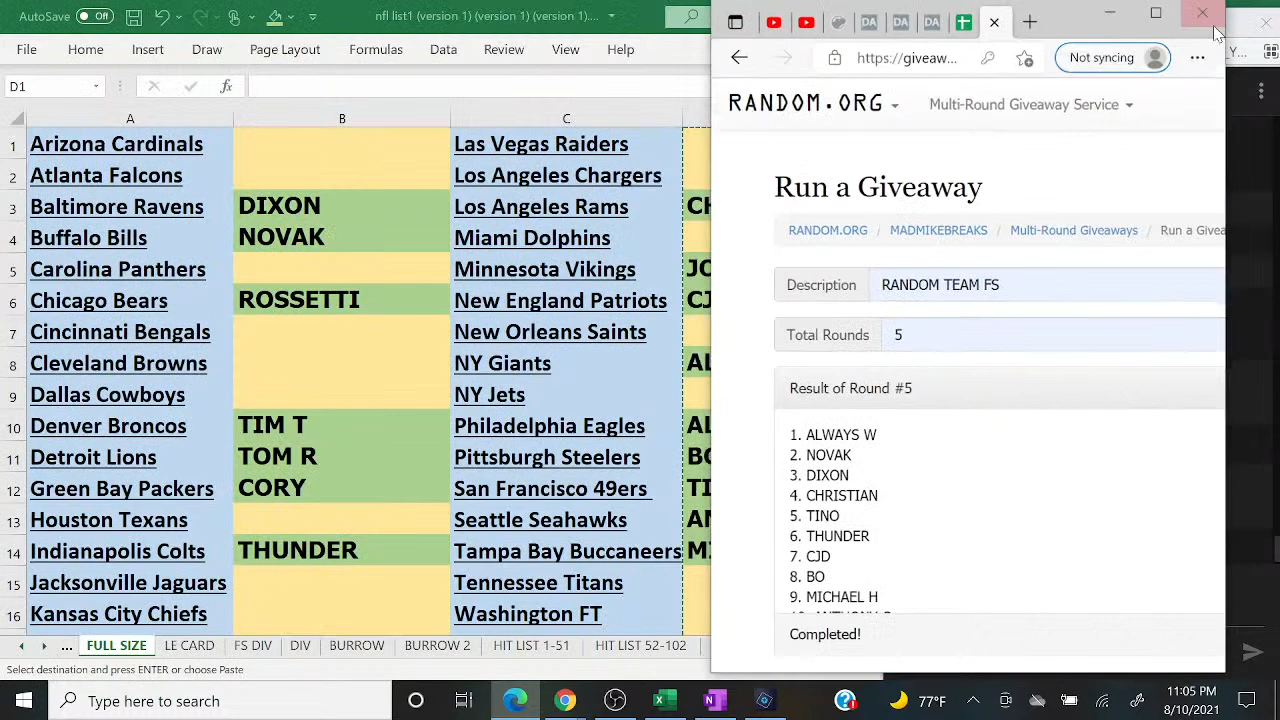 AutoSave Off nfl list1 (version 1) (version 1) (version 1)...
File Home Insert Draw Page Layout Formulas Data Review View Help
D1 fx
A B C
1 Arizona Cardinals Las Vegas Raiders
2 Atlanta Falcons Los Angeles Chargers
3 Baltimore Ravens DIXON Los Angeles Rams
4 Buffalo Bills NOVAK Miami Dolphins
5 Carolina Panthers Minnesota Vikings
6 Chicago Bears ROSSETTI New England Patriots
7 Cincinnati Bengals New Orleans Saints
8 Cleveland Browns NY Giants
9 Dallas Cowboys NY Jets
10 Denver Broncos TIM T Philadelphia Eagles
11 Detroit Lions TOM R Pittsburgh Steelers
12 Green Bay Packers CORY San Francisco 49ers
13 Houston Texans Seattle Seahawks
14 Indianapolis Colts THUNDER Tampa Bay Buccaneers
15 Jacksonville Jaguars Tennessee Titans
16 Kansas City Chiefs Washington FT
... FULL SIZE LE CARD FS DIV DIV BURROW BURROW 2 HIT LIST 1-51 HIT LIST 52-102
Select destination and press ENTER or choose Paste
DA DA DA
https://giveaw... Not syncing
RANDOM.ORG Multi-Round Giveaway Service
Run a Giveaway
RANDOM.ORG / MADMIKEBREAKS / Multi-Round Giveaways / Run a Givea
Description RANDOM TEAM FS
Total Rounds 5
Result of Round #5
1. ALWAYS W
2. NOVAK
3. DIXON
4. CHRISTIAN
5. TINO
6. THUNDER
7. CJD
8. BO
9. MICHAEL H
Completed!
Type here to search
77°F
11:05 PM
8/10/2021